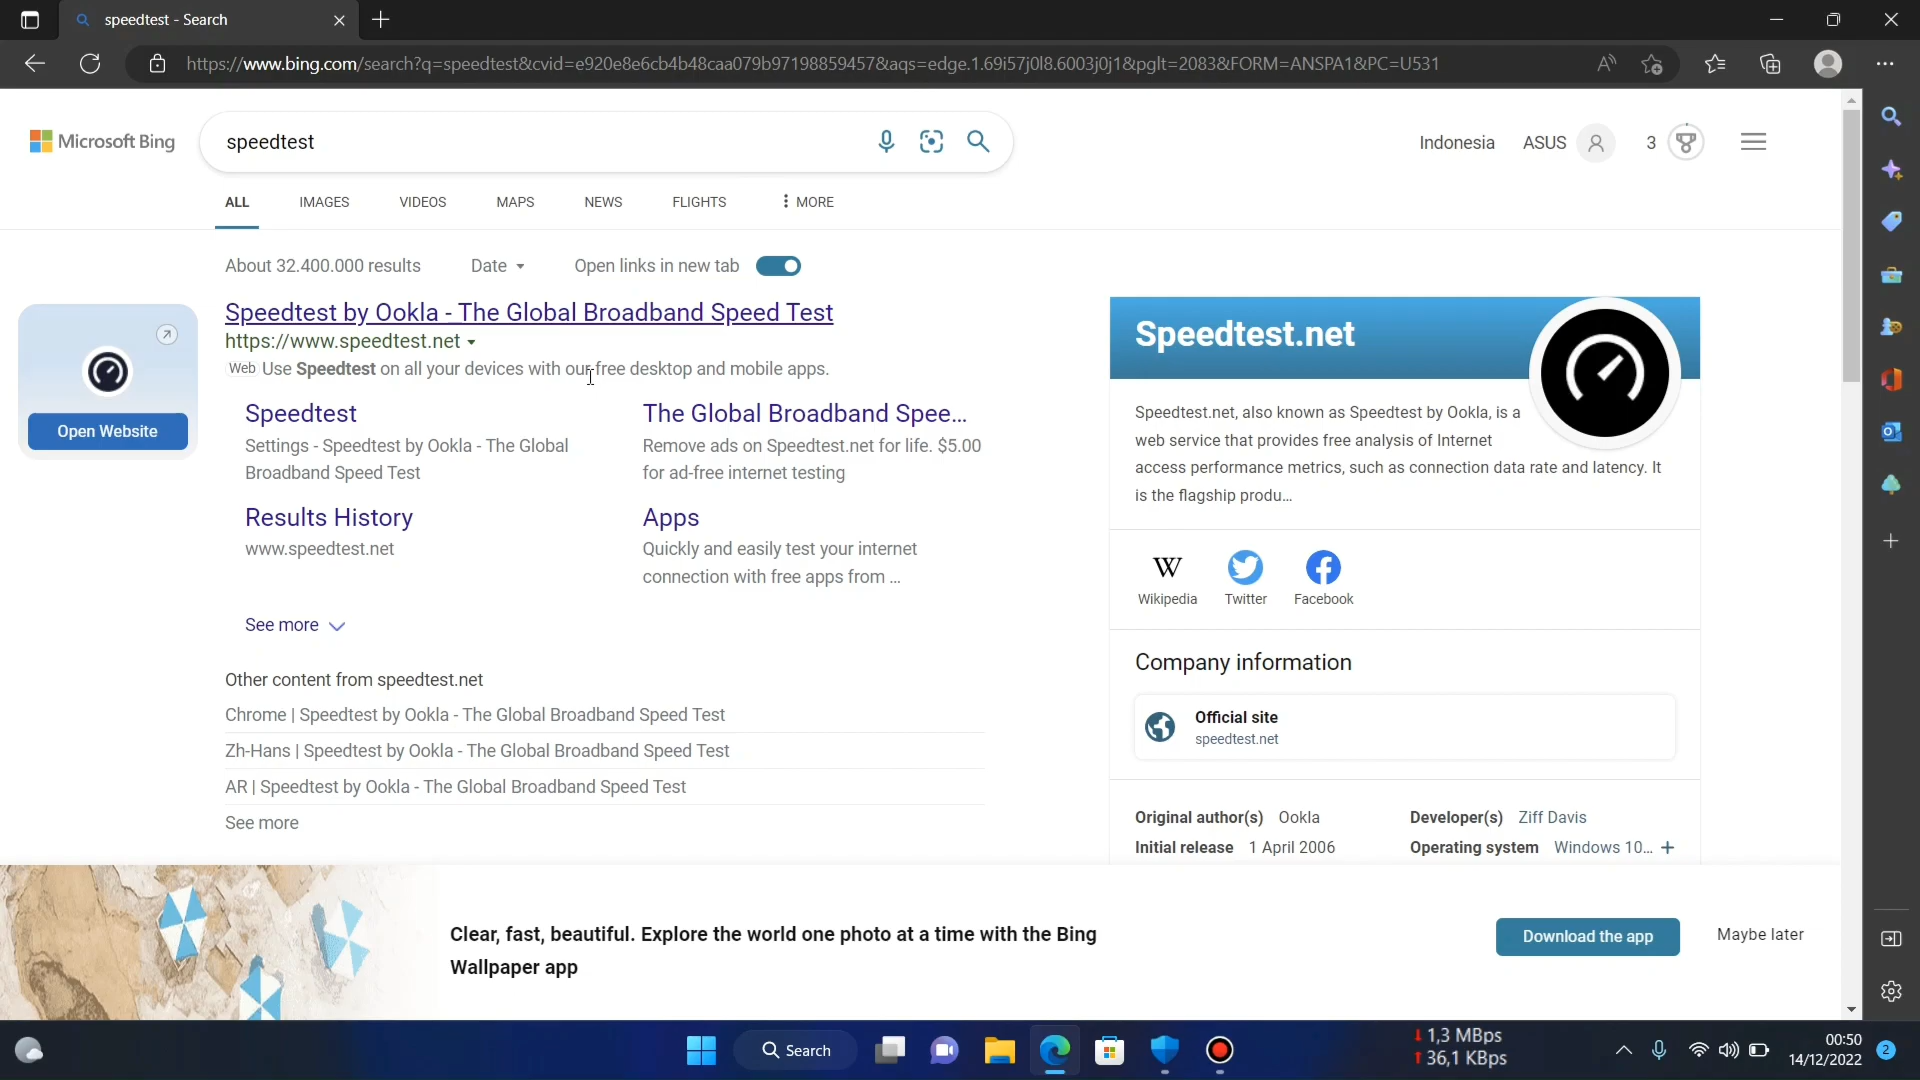 speedtest - Search
https://www.bing.com/search?q=speedtest&cvid=e920e8e6cb4b48caa079b97198859457&aqs=edge.1.69i57j0l8.6003j0j1&pglt=2083&FORM=ANSPA1&PC=U531
Microsoft Bing
speedtest
Indonesia
ASUS
3
ALL
IMAGES
VIDEOS
MAPS
NEWS
FLIGHTS
MORE
About 32.400.000 results
Date
Open links in new tab
Open Website
Speedtest by Ookla - The Global Broadband Speed Test
https://www.speedtest.net
Web Use Speedtest on all your devices with our free desktop and mobile apps.
Speedtest
Settings - Speedtest by Ookla - The Global
Broadband Speed Test
The Global Broadband Spee...
Remove ads on Speedtest.net for life. $5.00
for ad-free internet testing
Results History
www.speedtest.net
Apps
Quickly and easily test your internet
connection with free apps from ...
See more
Other content from speedtest.net
Chrome | Speedtest by Ookla - The Global Broadband Speed Test
Zh-Hans | Speedtest by Ookla - The Global Broadband Speed Test
AR | Speedtest by Ookla - The Global Broadband Speed Test
See more
Speedtest.net
Speedtest.net, also known as Speedtest by Ookla, is a
web service that provides free analysis of Internet
access performance metrics, such as connection data rate and latency. It
is the flagship produ...
W
Wikipedia
Twitter
Facebook
Company information
Official site
speedtest.net
Original author(s) Ookla
Developer(s) Ziff Davis
Initial release 1 April 2006
Operating system Windows 10...
Clear, fast, beautiful. Explore the world one photo at a time with the Bing
Wallpaper app
Download the app
Maybe later
Search
1,3 MBps
36,1 KBps
00:50
14/12/2022
2